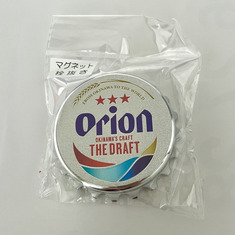 マグネット
栓抜き
FROM OKINAWA TO THE WORLD
Orion
OKINAWA'S CRAFT
THE DRAFT